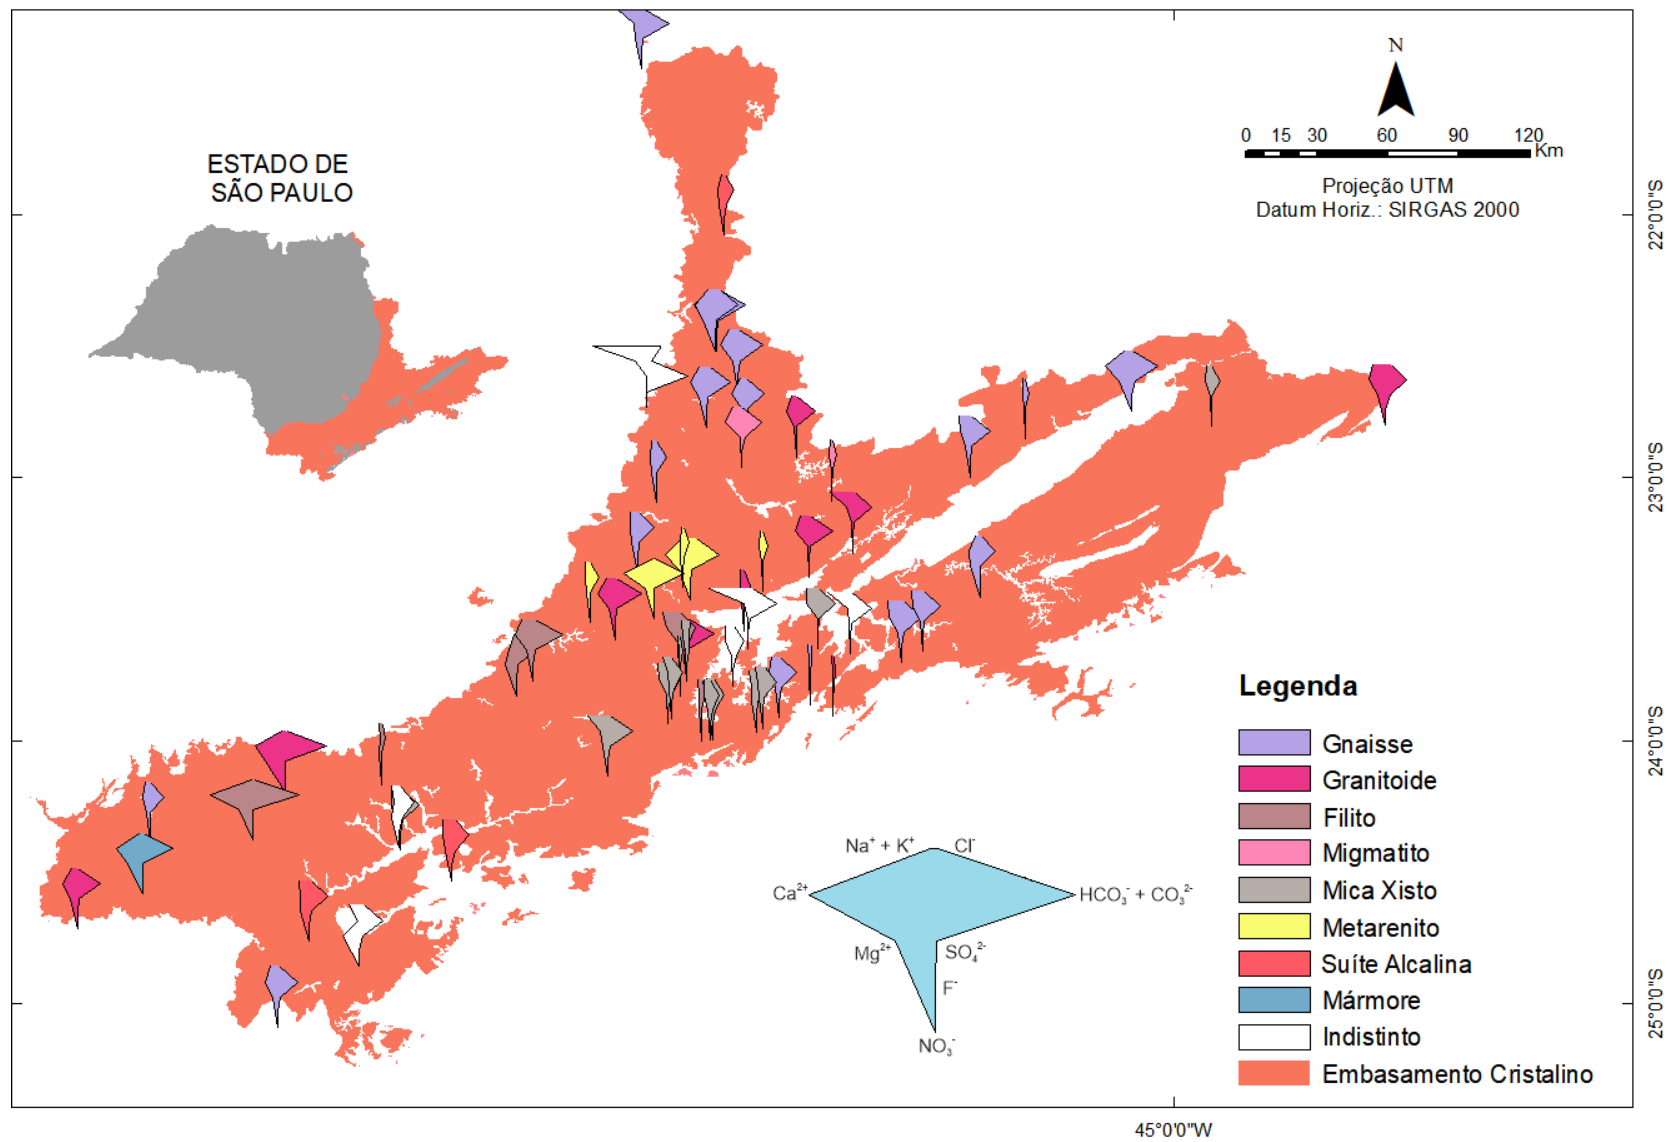 ESTADO DE
SÃO PAULO
N
0 15 30 60 90 120
Km
Projeção UTM
Datum Horiz.: SIRGAS 2000
22°0'0"S
23°0'0"S
24°0'0"S
25°0'0"S
45°0'0"W
Legenda
Gnaisse
Granitoide
Filito
Migmatito
Mica Xisto
Metarenito
Suíte Alcalina
Mármore
Indistinto
Embasamento Cristalino
Na⁺ + K⁺ Cl⁻
Ca²⁺ HCO₃⁻ + CO₃²⁻
Mg²⁺ SO₄²⁻
F⁻
NO₃⁻